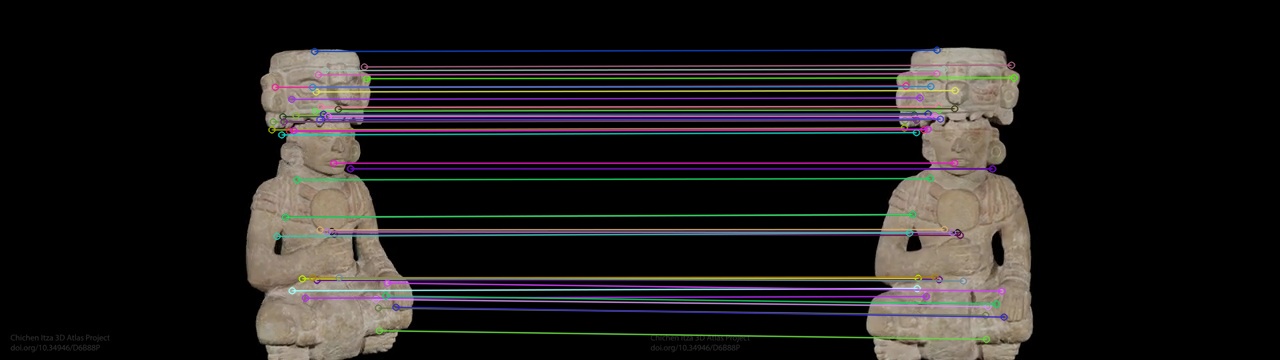 Chichen Itza 3D Atlas Project
doi.org/10.34946/D6B88P
Chichen Itza 3D Atlas Project
doi.org/10.34946/D6B88P